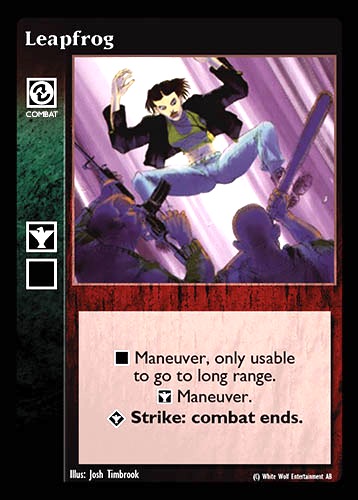 Leapfrog
COMBAT
Maneuver, only usable
to go to long range.
Maneuver.
Strike: combat ends.
Illus: Josh Timbrook
(C) White Wolf Entertainment AB